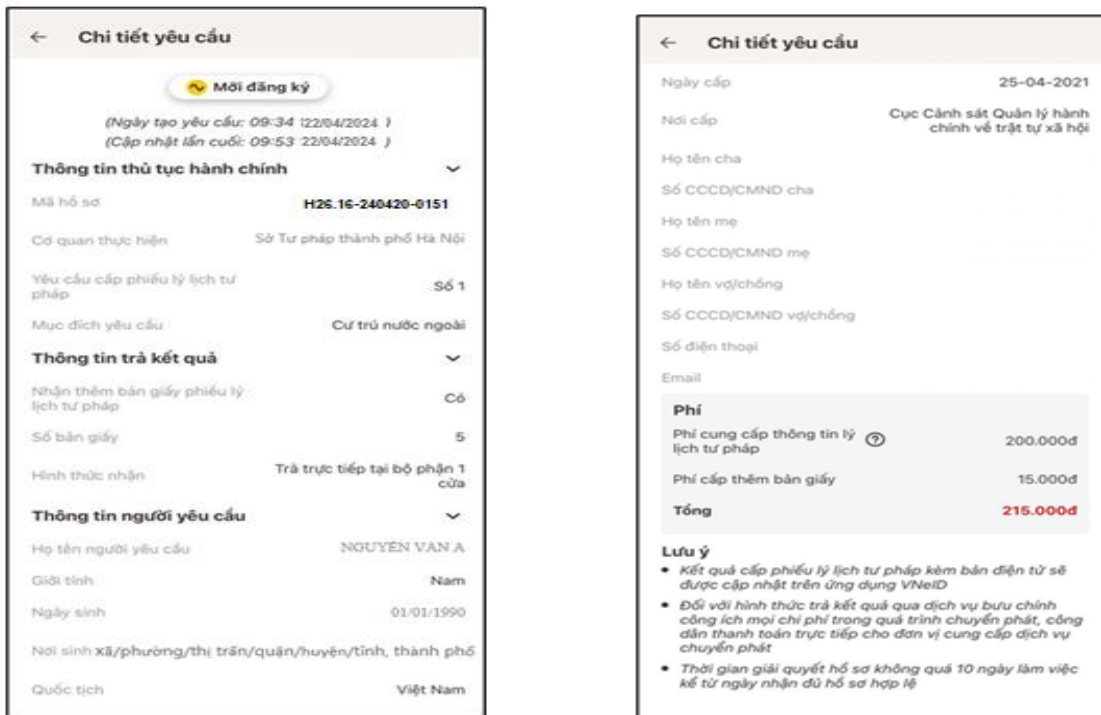 ← Chi tiết yêu cầu
Mới đăng ký
(Ngày tạo yêu cầu: 09:34 22/04/2024 )
(Cập nhật lần cuối: 09:53 22/04/2024 )
Thông tin thủ tục hành chính
Mã hồ sơ H26.16-240420-0151
Cơ quan thực hiện Sở Tư pháp thành phố Hà Nội
Yêu cầu cấp phiếu lý lịch tư
pháp Số 1
Mục đích yêu cầu Cư trú nước ngoài
Thông tin trả kết quả
Nhận thêm bản giấy phiếu lý
lịch tư pháp Có
Số bản giấy 5
Hình thức nhận Trả trực tiếp tại bộ phận 1
cửa
Thông tin người yêu cầu
Họ tên người yêu cầu NGUYỄN VAN A
Giới tính Nam
Ngày sinh 01/01/1990
Nơi sinh xã/phường/thị trấn/quận/huyện/tỉnh, thành phố
Quốc tịch Việt Nam
← Chi tiết yêu cầu
Ngày cấp 25-04-2021
Nơi cấp Cục Cảnh sát Quản lý hành
chính về trật tự xã hội
Họ tên cha
Số CCCD/CMND cha
Họ tên mẹ
Số CCCD/CMND mẹ
Họ tên vợ/chồng
Số CCCD/CMND vợ/chồng
Số điện thoại
Email
Phí
Phí cung cấp thông tin lý
lịch tư pháp 200.000đ
Phí cấp thêm bản giấy 15.000đ
Tổng 215.000đ
Lưu ý
• Kết quả cấp phiếu lý lịch tư pháp kèm bản điện tử sẽ
được cập nhật trên ứng dụng VNeID
• Đối với hình thức trả kết quả qua dịch vụ bưu chính
công ích mọi chi phí trong quá trình chuyển phát, công
dân thanh toán trực tiếp cho đơn vị cung cấp dịch vụ
chuyển phát
• Thời gian giải quyết hồ sơ không quá 10 ngày làm việc
kể từ ngày nhận đủ hồ sơ hợp lệ